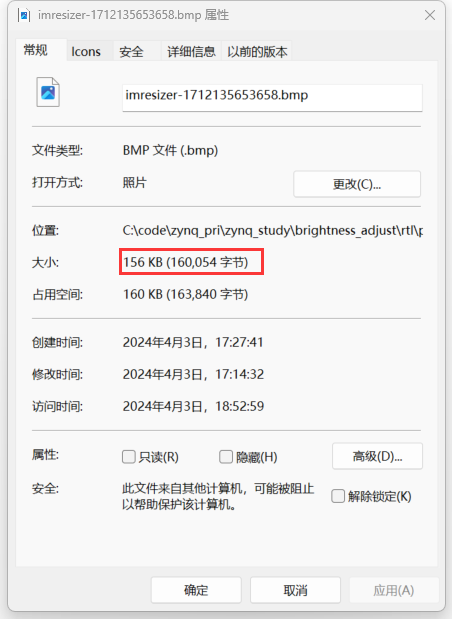 imresizer-1712135653658.bmp 属性
常规 Icons 安全 详细信息 以前的版本
imresizer-1712135653658.bmp
文件类型: BMP 文件 (.bmp)
打开方式: 照片 更改(C)...
位置: C:\code\zynq_pri\zynq_study\brightness_adjust\rtl\p
大小: 156 KB (160,054 字节)
占用空间: 160 KB (163,840 字节)
创建时间: 2024年4月3日，17:27:41
修改时间: 2024年4月3日，17:14:32
访问时间: 2024年4月3日，18:52:59
属性: 只读(R) 隐藏(H) 高级(D)...
安全: 此文件来自其他计算机，可能被阻止 解除锁定(K)
以帮助保护该计算机。
确定 取消 应用(A)